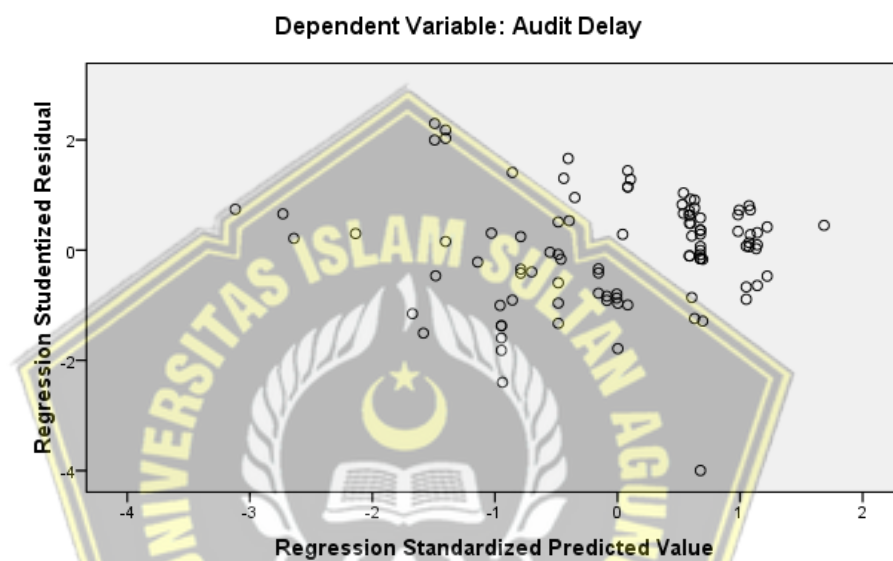 Dependent Variable: Audit Delay
Regression Studentized Residual
2
0
-2
-4
-4 -3 -2 -1 0 1 2
Regression Standardized Predicted Value
UNIVERSITAS ISLAM SULTAN AGUNG